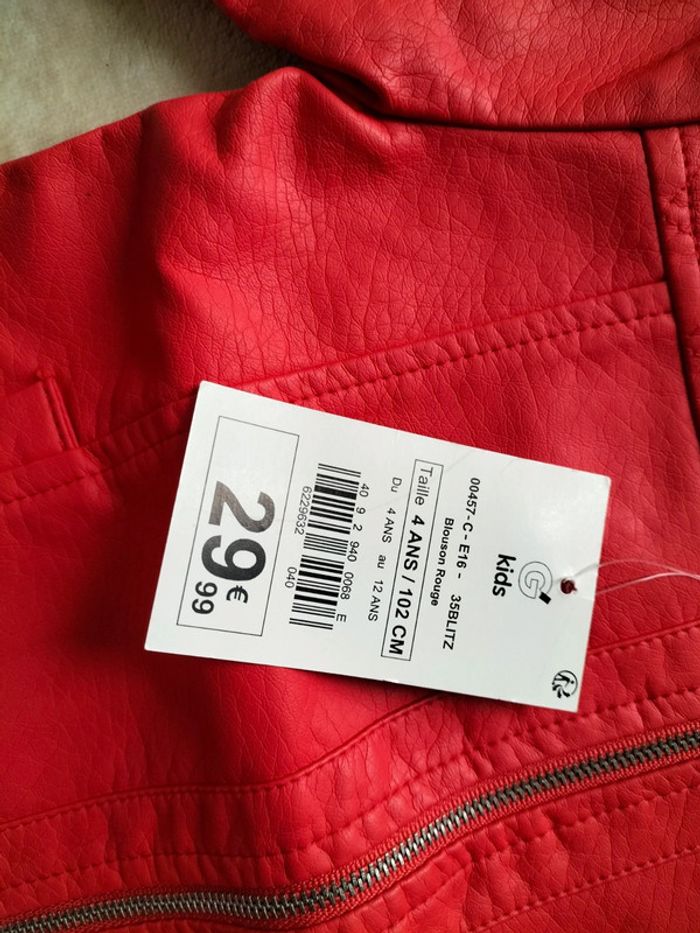 G
kids
00457-C - E16 - 35BLITZ
Blouson Rouge
Taille 4 ANS / 102 CM
Du 4 ANS au 12 ANS
40 9 2 940 0068 E
6229632 040
29€
99